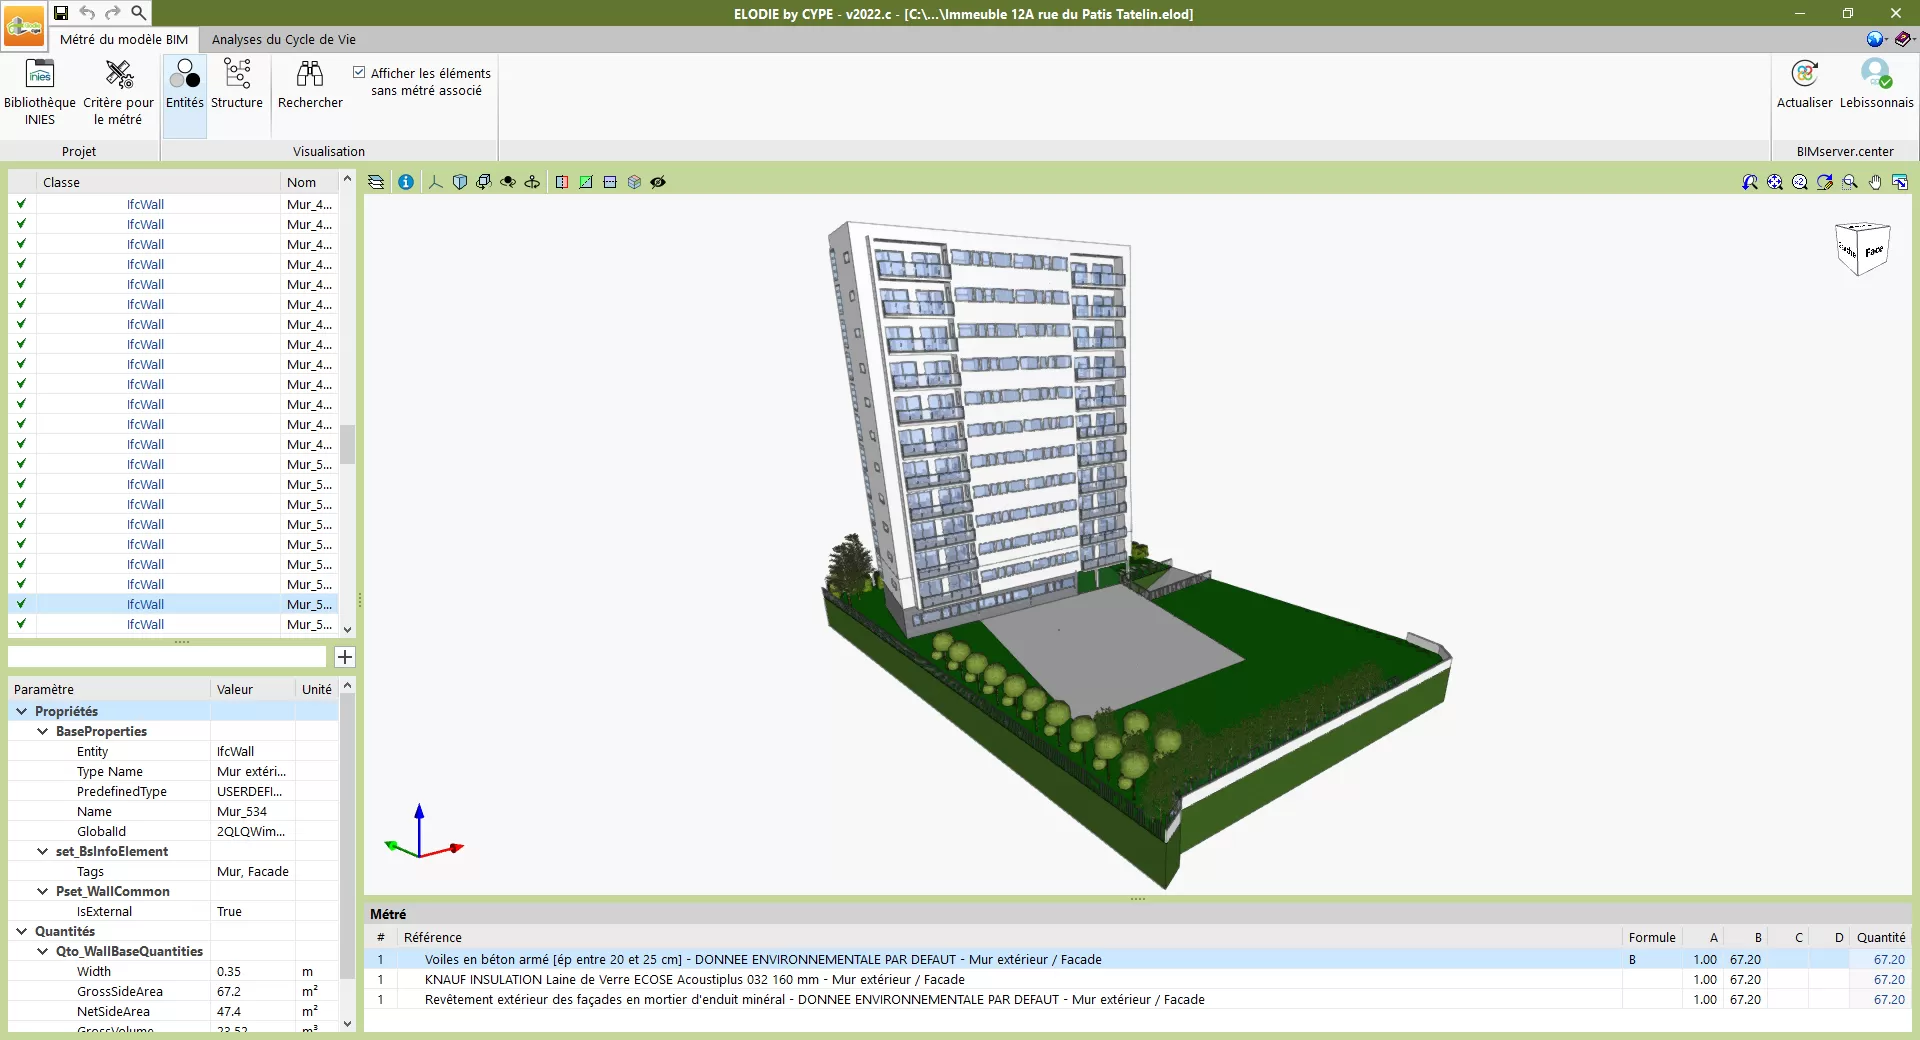 ELODIE by CYPE - v2022.c - [C:\...\Immeuble 12A rue du Patis Tatelin.elod]
Métré du modèle BIM
Analyses du Cycle de Vie
inies
Bibliothèque
INIES
Critère pour
le métré
Entités
Structure
Rechercher
Afficher les éléments
sans métré associé
Actualiser
Lebissonnais
Projet
Visualisation
BIMserver.center
Classe Nom
IfcWall Mur_4...
IfcWall Mur_4...
IfcWall Mur_4...
IfcWall Mur_4...
IfcWall Mur_4...
IfcWall Mur_4...
IfcWall Mur_4...
IfcWall Mur_4...
IfcWall Mur_4...
IfcWall Mur_4...
IfcWall Mur_4...
IfcWall Mur_4...
IfcWall Mur_4...
IfcWall Mur_5...
IfcWall Mur_5...
IfcWall Mur_5...
IfcWall Mur_5...
IfcWall Mur_5...
IfcWall Mur_5...
IfcWall Mur_5...
IfcWall Mur_5...
IfcWall Mur_5...
Face
Paramètre Valeur Unité
Propriétés
BaseProperties
Entity IfcWall
Type Name Mur extéri...
PredefinedType USERDEFI...
Name Mur_534
GlobalId 2QLQWim...
set_BsInfoElement
Tags Mur, Facade
Pset_WallCommon
IsExternal True
Quantités
Qto_WallBaseQuantities
Width 0.35 m
GrossSideArea 67.2 m²
NetSideArea 47.4 m²
GrossVolume 23.52 m³
Métré
# Référence Formule A B C D Quantité
1 Voiles en béton armé [ép entre 20 et 25 cm] - DONNEE ENVIRONNEMENTALE PAR DEFAUT - Mur extérieur / Facade B 1.00 67.20 67.20
1 KNAUF INSULATION Laine de Verre ECOSE Acoustiplus 032 160 mm - Mur extérieur / Facade 1.00 67.20 67.20
1 Revêtement extérieur des façades en mortier d'enduit minéral - DONNEE ENVIRONNEMENTALE PAR DEFAUT - Mur extérieur / Facade 1.00 67.20 67.20